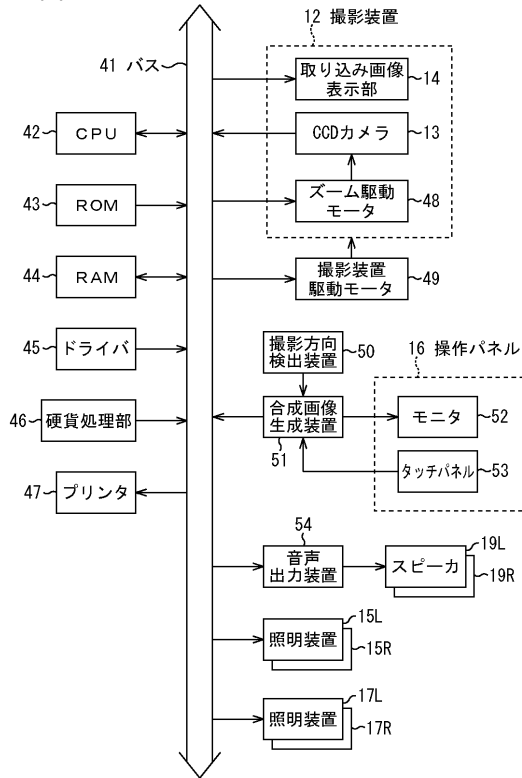 12 撮影装置
41 バス
取り込み画像
表示部
14
42
CPU
CCDカメラ
13
43
ROM
ズーム駆動
モータ
48
44
RAM
撮影装置
駆動モータ
49
45
ドライバ
撮影方向
検出装置
50
16 操作パネル
46
硬貨処理部
合成画像
生成装置
51
モニタ
52
タッチパネル
53
47
プリンタ
54
音声
出力装置
スピーカ
19L
19R
照明装置
15L
15R
照明装置
17L
17R